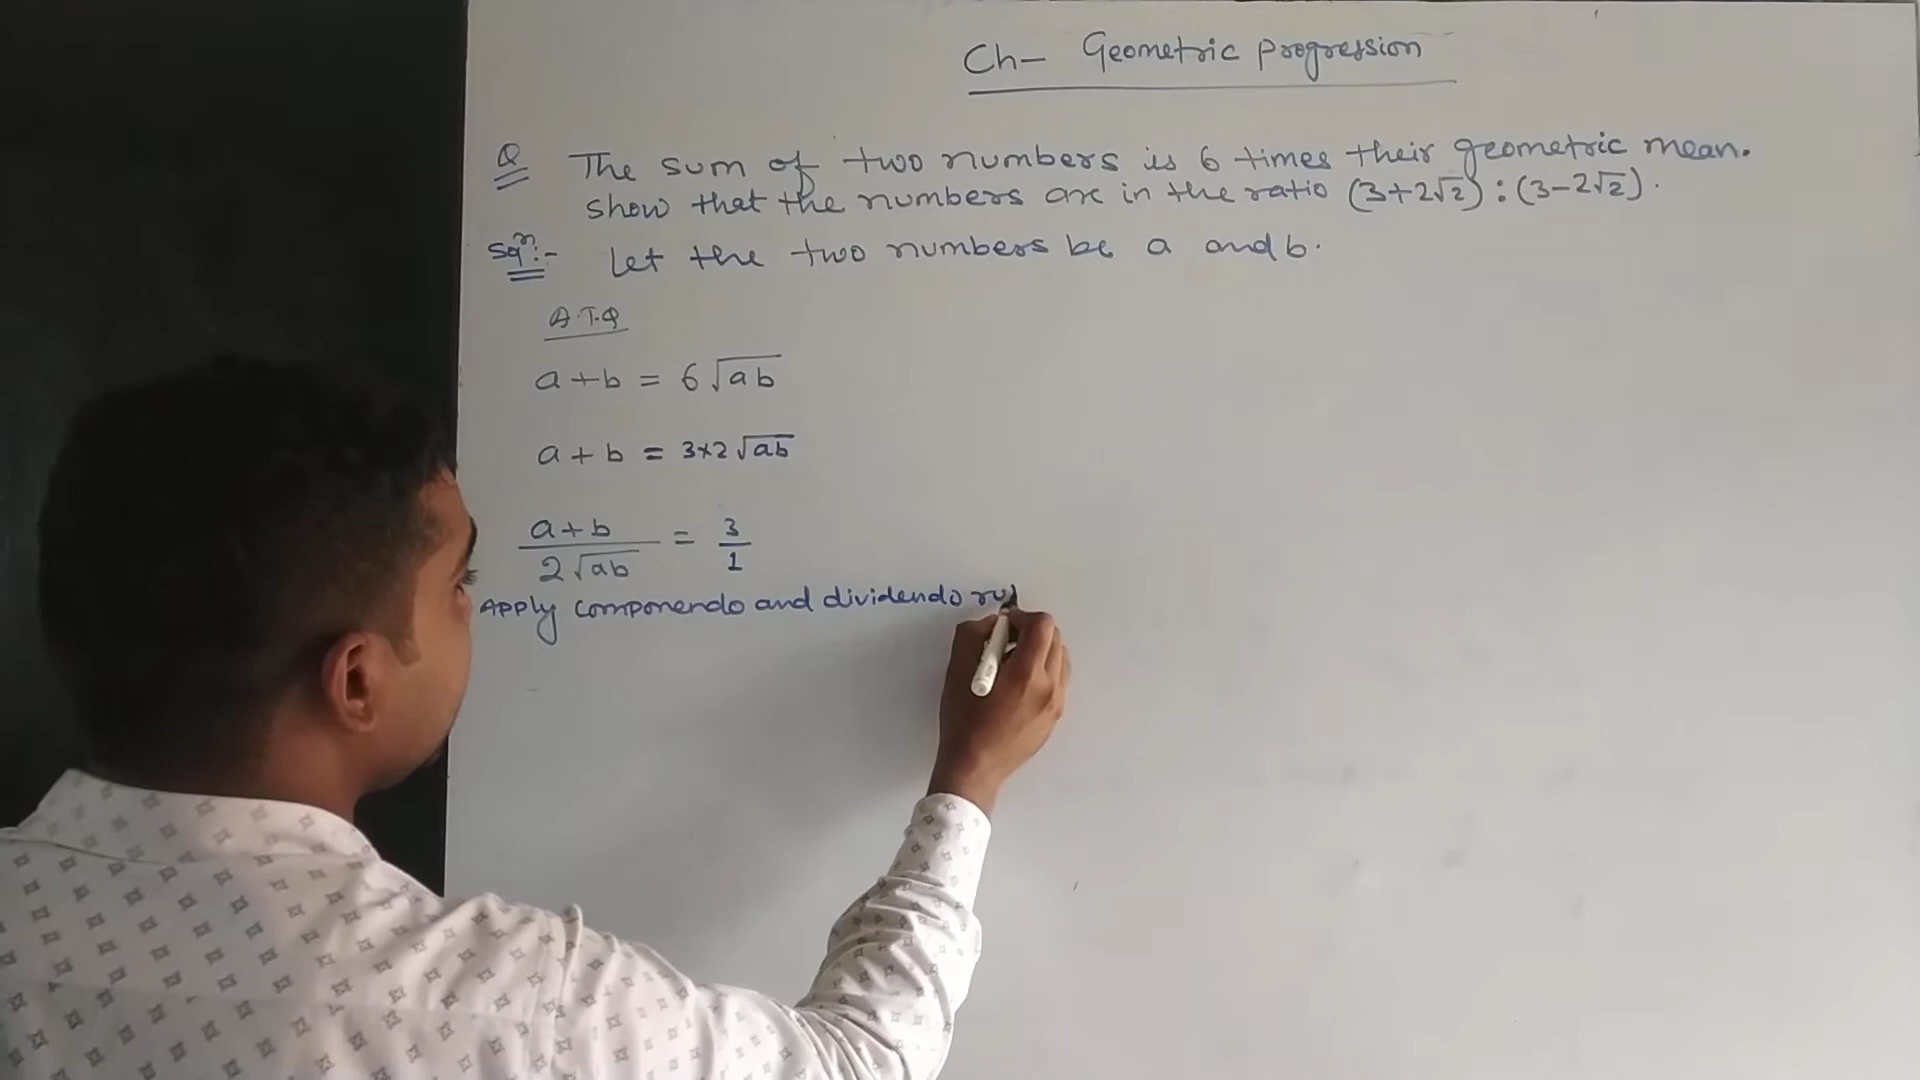 Ch- Geometric progression
Q The sum of two numbers is 6 times their geometric mean.
show that the numbers are in the ratio (3+2√2) : (3-2√2).
Solⁿ:- Let the two numbers be a and b.
A.T.Q
a + b = 6√ab
a + b = 3×2√ab
a + b / 2√ab = 3 / 1
Apply componendo and dividendo